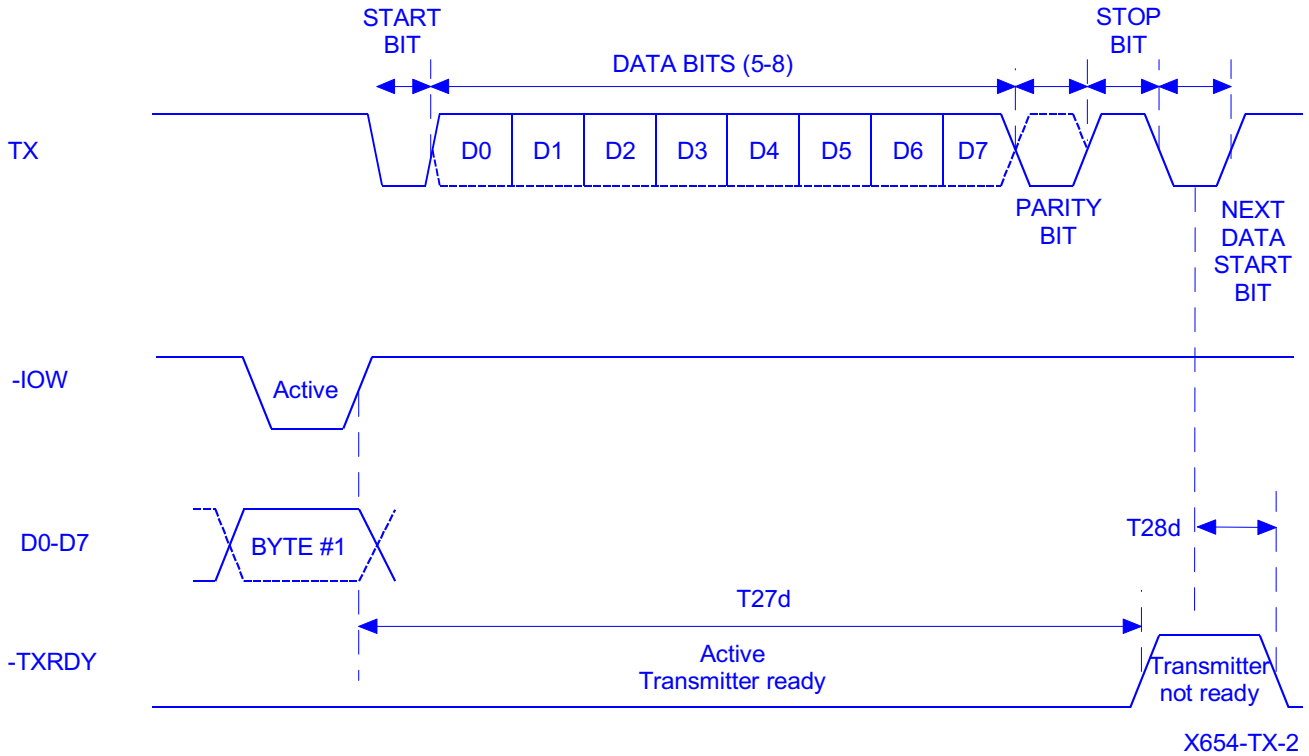 START
BIT
STOP
BIT
DATA BITS (5-8)
TX
D0 D1 D2 D3 D4 D5 D6 D7
PARITY
BIT
NEXT
DATA
START
BIT
-IOW
Active
D0-D7
BYTE #1
T28d
T27d
-TXRDY
Active
Transmitter ready
Transmitter
not ready
X654-TX-2